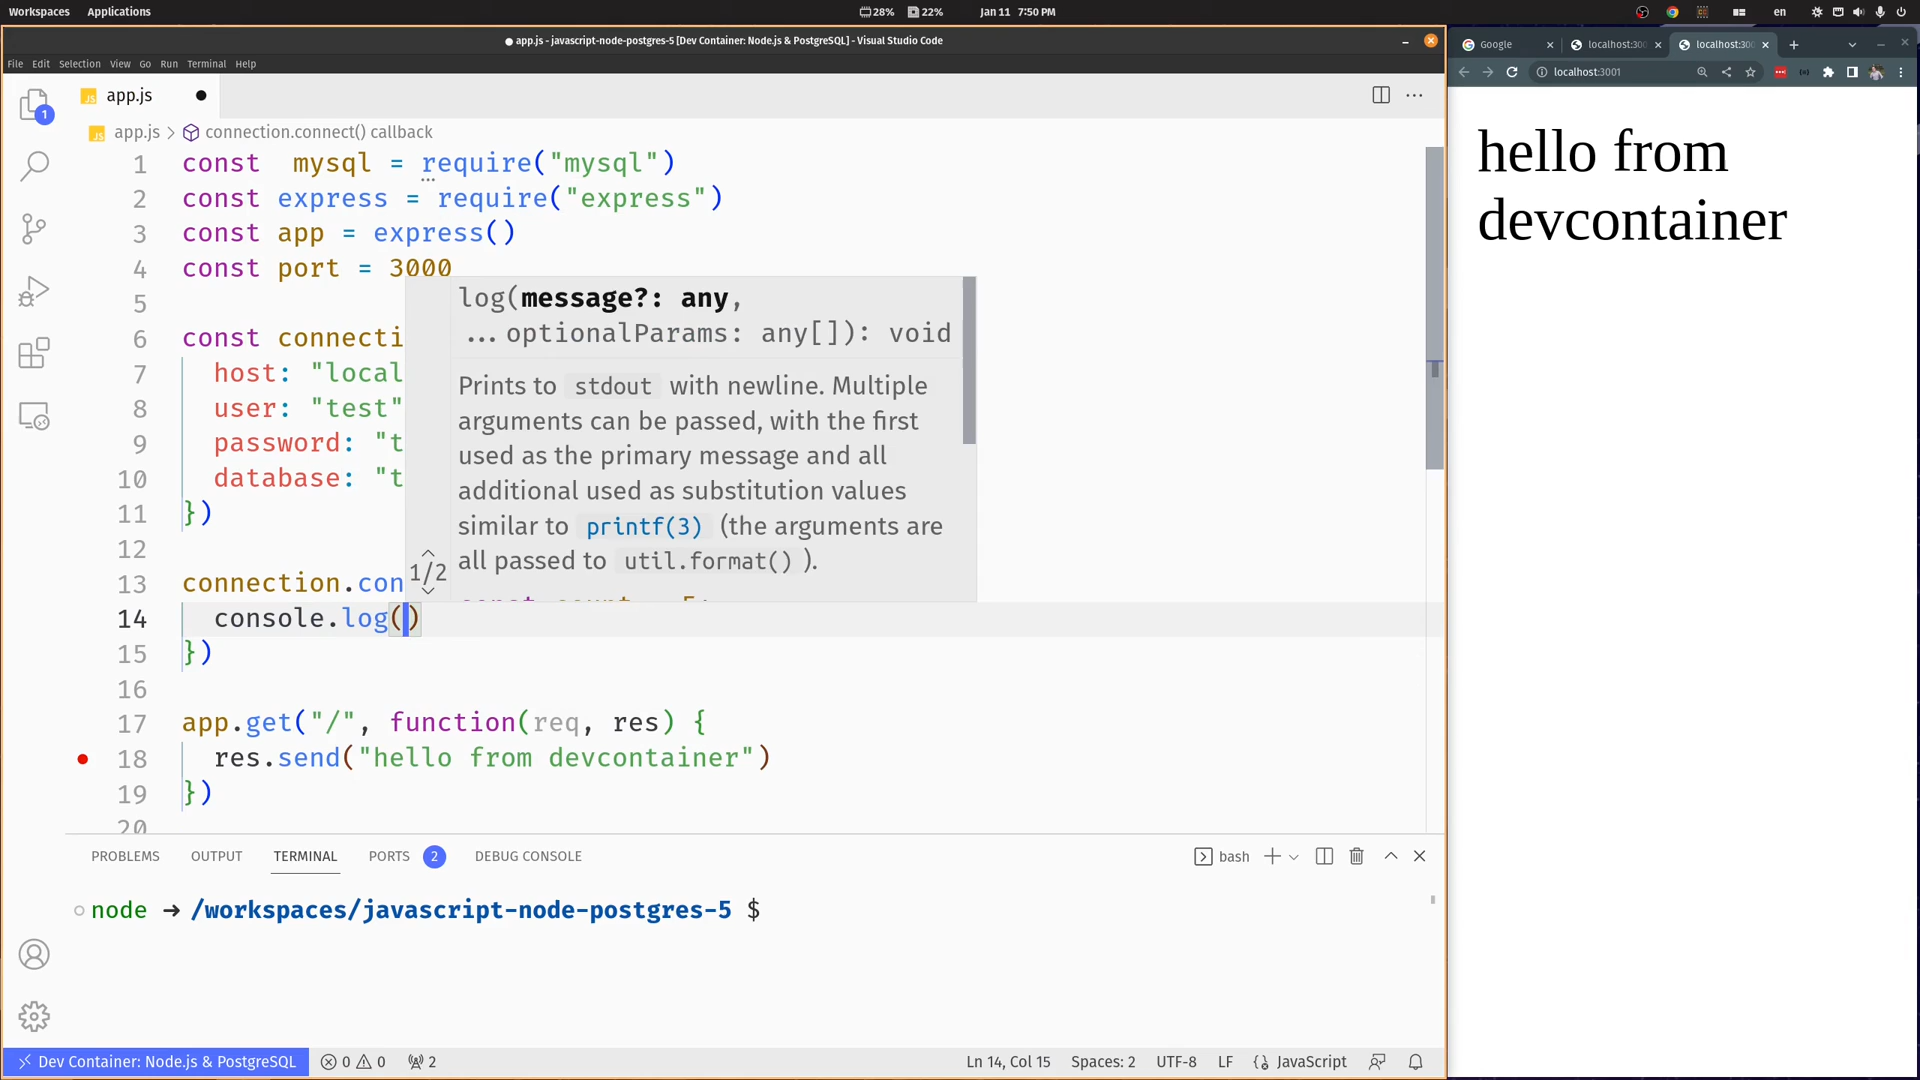 Workspaces Applications 28% 22% Jan 11 7:50 PM en
● app.js - javascript-node-postgres-5 [Dev Container: Node.js & PostgreSQL] - Visual Studio Code
File Edit Selection View Go Run Terminal Help
Google localhost:300 localhost:300
localhost:3001
JS app.js
1
JS app.js > connection.connect() callback
1 const mysql = require("mysql")
2 const express = require("express")
3 const app = express()
4 const port = 3000
5
6 const connecti
7 host: "local
8 user: "test"
9 password: "t
10 database: "t
11 })
12
13 connection.con
14 console.log()
15 })
16
17 app.get("/", function(req, res) {
18 res.send("hello from devcontainer")
19 })
20
log(message?: any,
...optionalParams: any[]): void
Prints to stdout with newline. Multiple
arguments can be passed, with the first
used as the primary message and all
additional used as substitution values
similar to printf(3) (the arguments are
all passed to util.format() ).
1/2
PROBLEMS OUTPUT TERMINAL PORTS 2 DEBUG CONSOLE bash
node → /workspaces/javascript-node-postgres-5 $
Dev Container: Node.js & PostgreSQL 0 0 2 Ln 14, Col 15 Spaces: 2 UTF-8 LF {} JavaScript
hello from
devcontainer